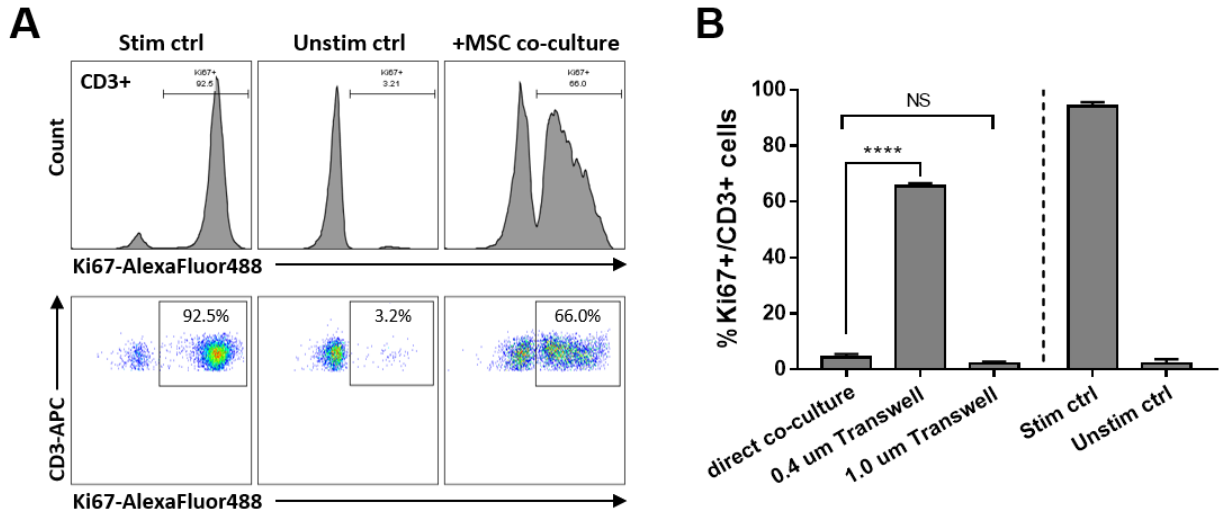 A
Stim ctrl
Unstim ctrl
+MSC co-culture
CD3+
Ki67+
92.5
Ki67+
3.21
Ki67+
66.0
Count
Ki67-AlexaFluor488
92.5%
3.2%
66.0%
CD3-APC
Ki67-AlexaFluor488
B
% Ki67+/CD3+ cells
100
80
60
40
20
0
NS
****
direct co-culture
0.4 um Transwell
1.0 um Transwell
Stim ctrl
Unstim ctrl